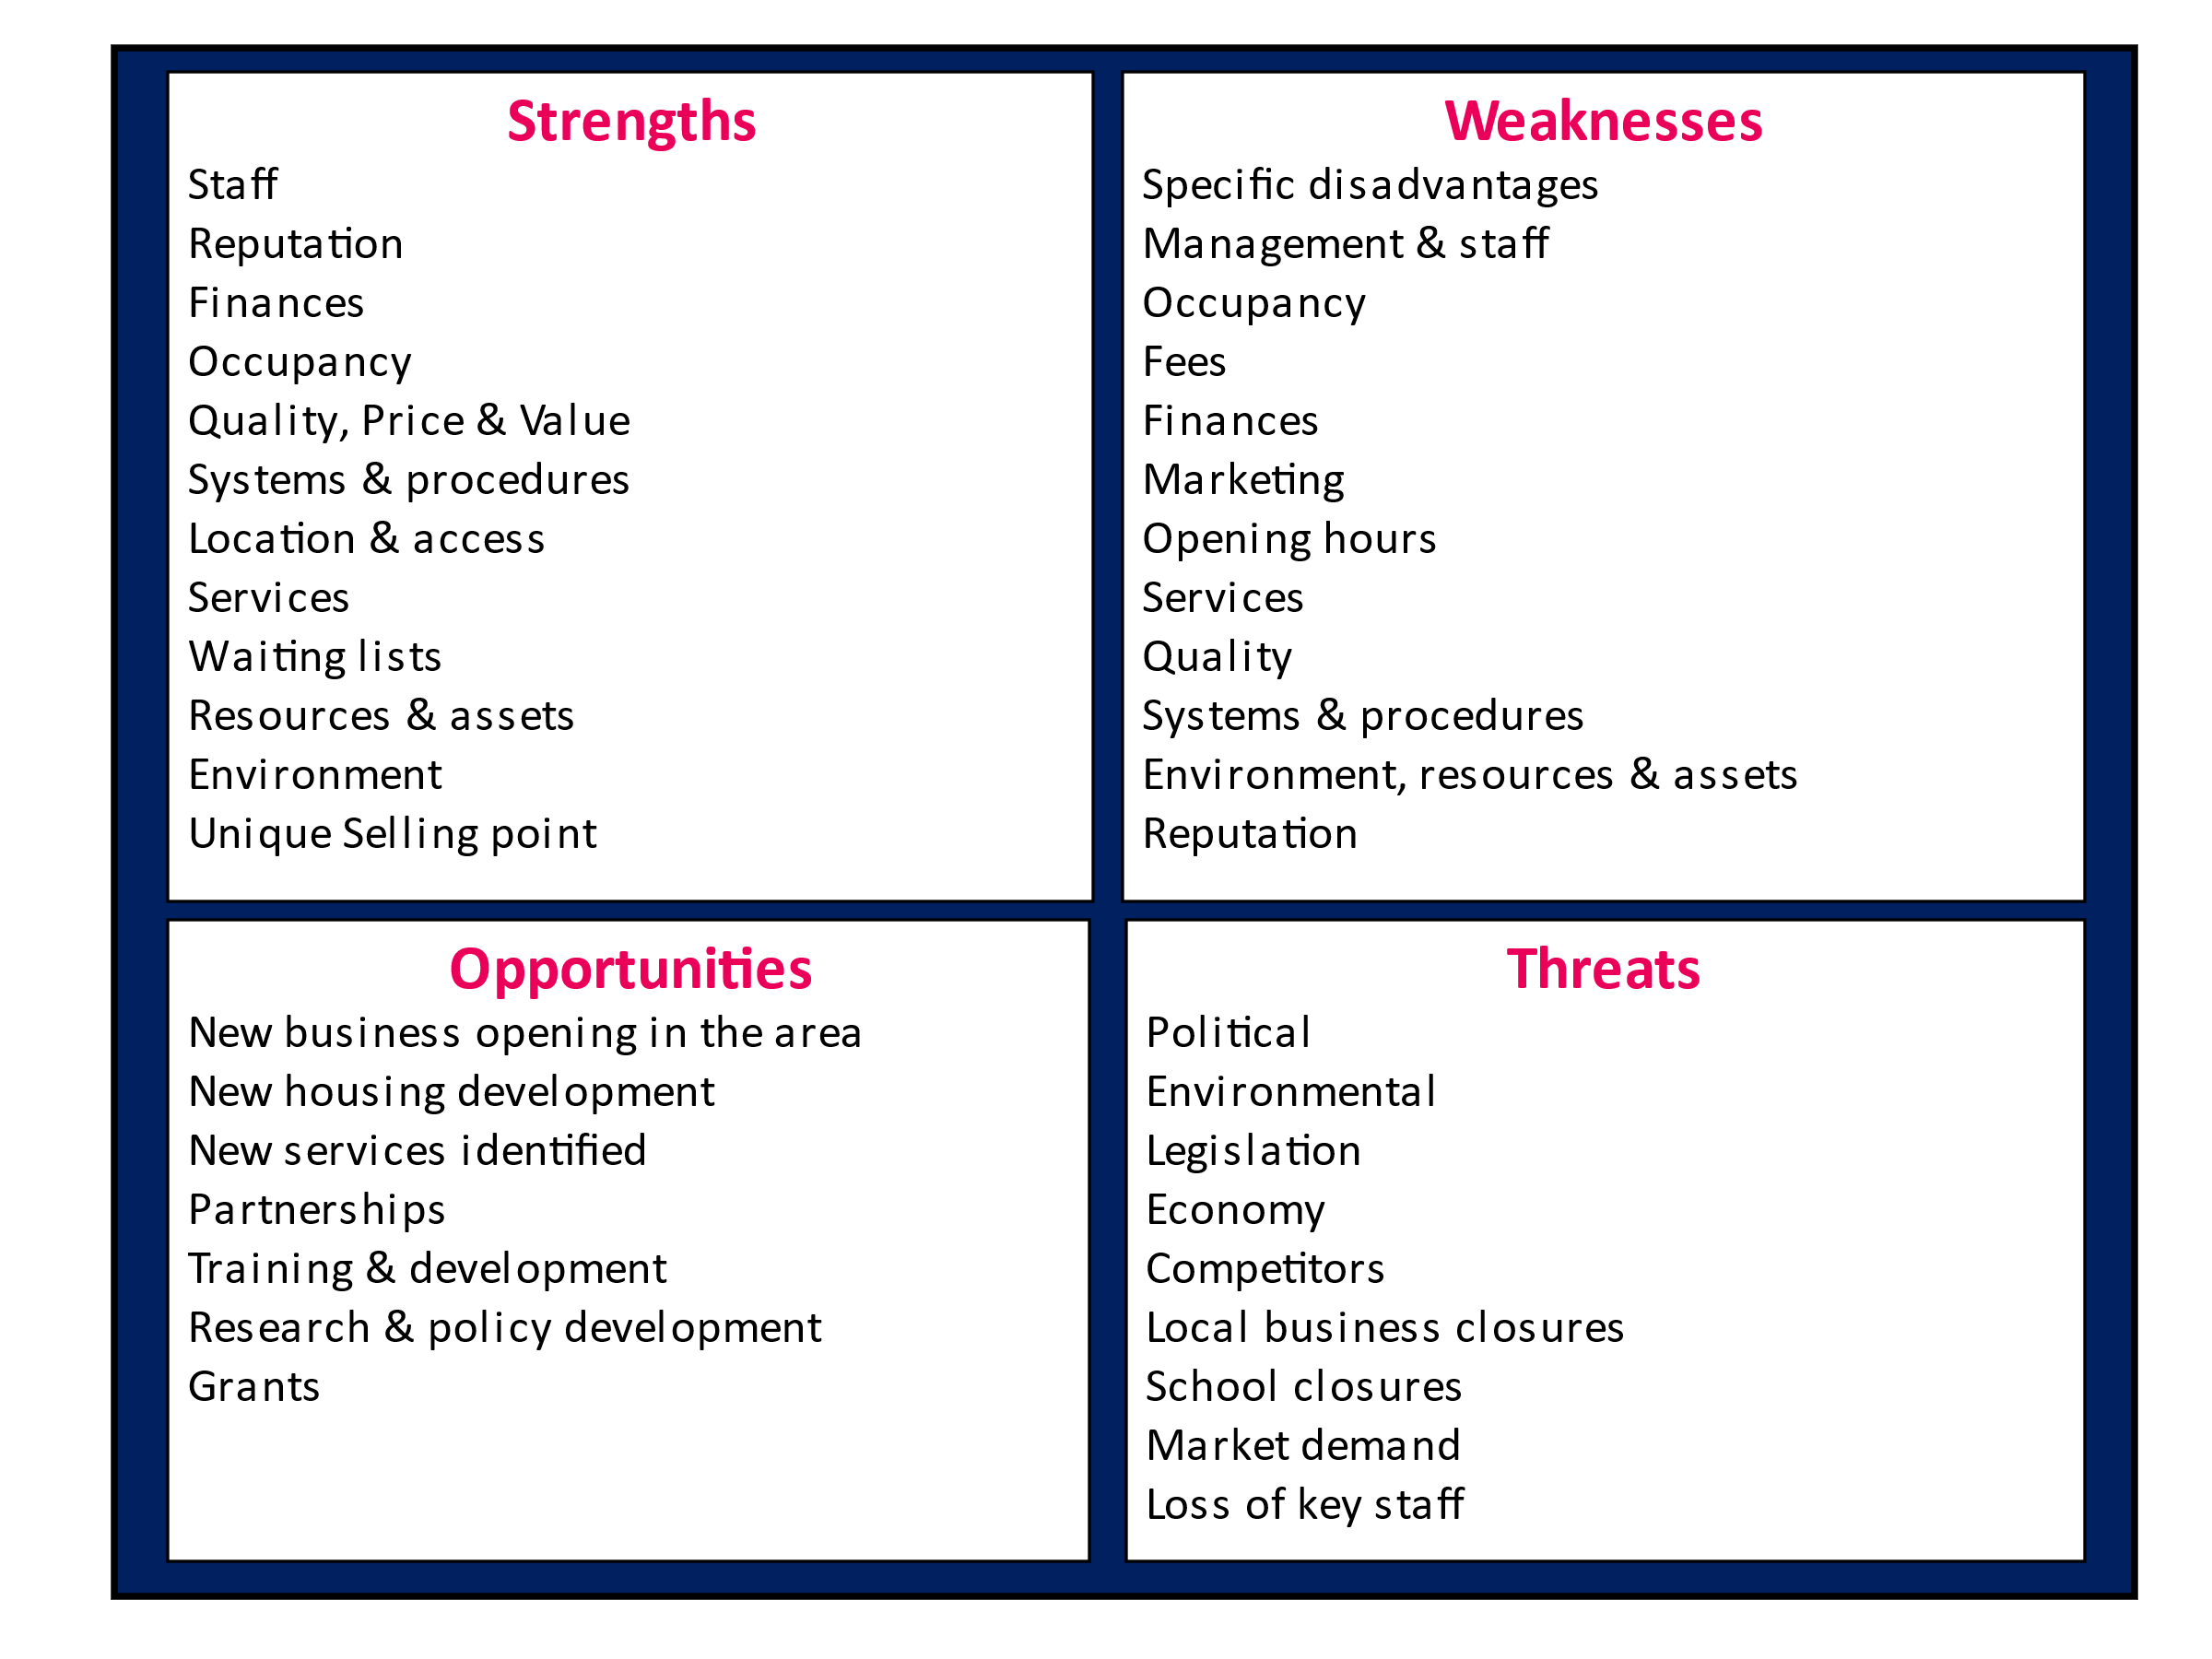 Strengths
Staff
Reputation
Finances
Occupancy
Quality, Price & Value
Systems & procedures
Location & access
Services
Waiting lists
Resources & assets
Environment
Unique Selling point
Weaknesses
Specific disadvantages
Management & staff
Occupancy
Fees
Finances
Marketing
Opening hours
Services
Quality
Systems & procedures
Environment, resources & assets
Reputation
Opportunities
New business opening in the area
New housing development
New services identified
Partnerships
Training & development
Research & policy development
Grants
Threats
Political
Environmental
Legislation
Economy
Competitors
Local business closures
School closures
Market demand
Loss of key staff